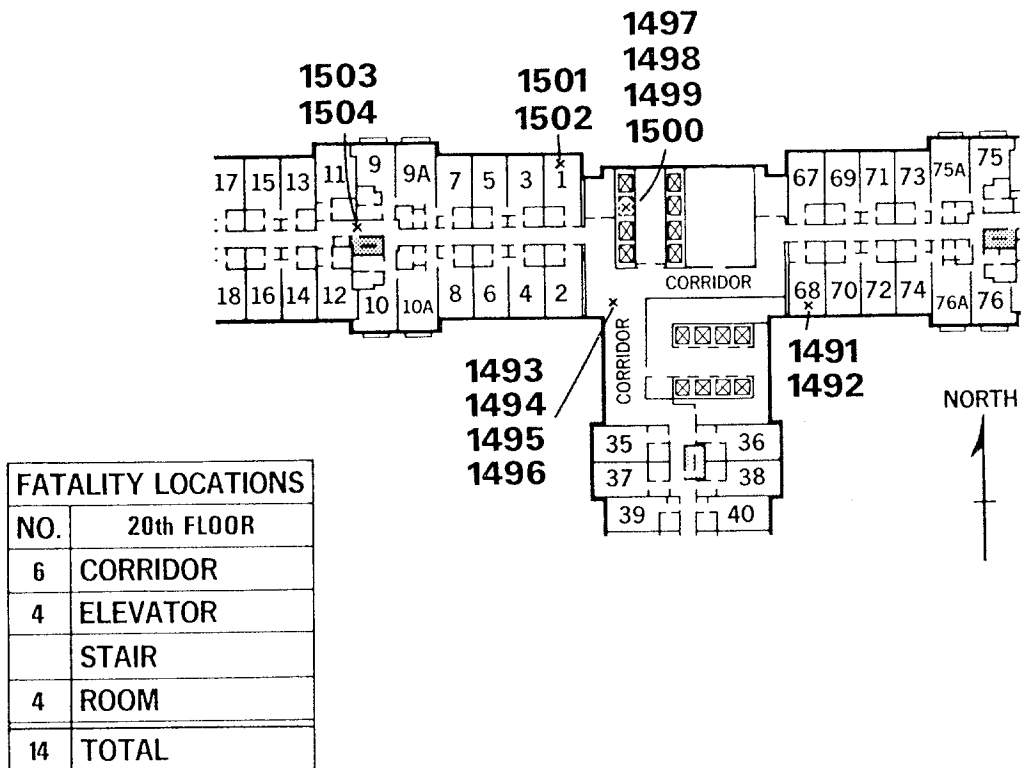 1497
1498
1499
1500
1503
1504
1501
1502
17 15 13 11 9 9A 7 5 3 1
67 69 71 73 75A 75
18 16 14 12 10 10A 8 6 4 2
CORRIDOR
68 70 72 74 76A 76
CORRIDOR
1493
1494
1495
1496
1491
1492
NORTH
35 36
37 38
39 40
FATALITY LOCATIONS
NO. 20th FLOOR
6 CORRIDOR
4 ELEVATOR
STAIR
4 ROOM
14 TOTAL